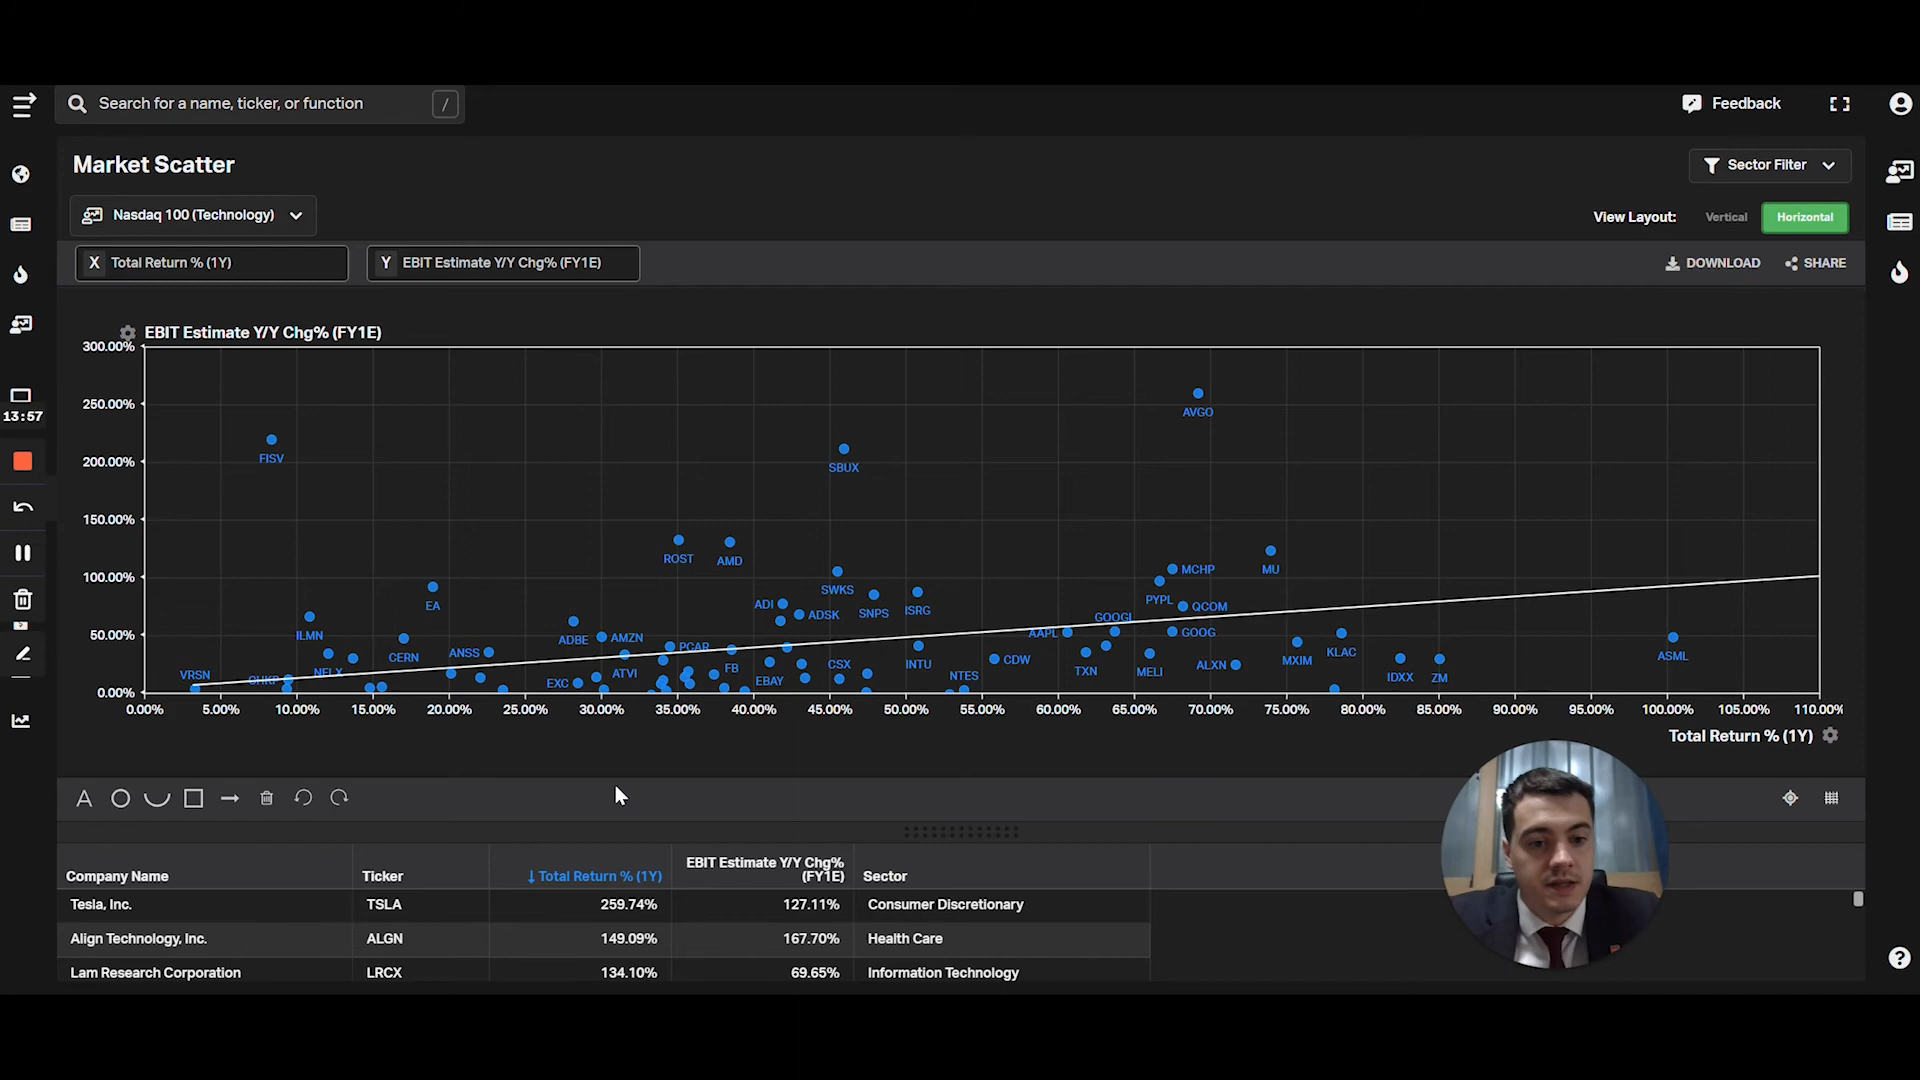 Search for a name, ticker, or function /
Feedback
Market Scatter
Sector Filter
Nasdaq 100 (Technology)
View Layout: Vertical Horizontal
X Total Return % (1Y)
Y EBIT Estimate Y/Y Chg% (FY1E)
DOWNLOAD SHARE
13:57
EBIT Estimate Y/Y Chg% (FY1E)
300.00%
250.00%
200.00%
150.00%
100.00%
50.00%
0.00%
AVGO
FISV
SBUX
ROST
AMD
MCHP
MU
SWKS
PYPL
EA
ADI
ADSK
SNPS
ISRG
QCOM
GOOGL
ILMN
ADBE
AMZN
AAPL
GOOG
CERN
ANSS
PCAR
KLAC
ASML
VRSN
NFLX
ATVI
FB
CSX
INTU
CDW
TXN
MELI
ALXN
MXIM
CHKP
EXC
EBAY
NTES
IDXX
ZM
0.00% 5.00% 10.00% 15.00% 20.00% 25.00% 30.00% 35.00% 40.00% 45.00% 50.00% 55.00% 60.00% 65.00% 70.00% 75.00% 80.00% 85.00% 90.00% 95.00% 100.00% 105.00% 110.00%
Total Return % (1Y)
A
Company Name Ticker ↓ Total Return % (1Y) EBIT Estimate Y/Y Chg% (FY1E) Sector
Tesla, Inc. TSLA 259.74% 127.11% Consumer Discretionary
Align Technology, Inc. ALGN 149.09% 167.70% Health Care
Lam Research Corporation LRCX 134.10% 69.65% Information Technology